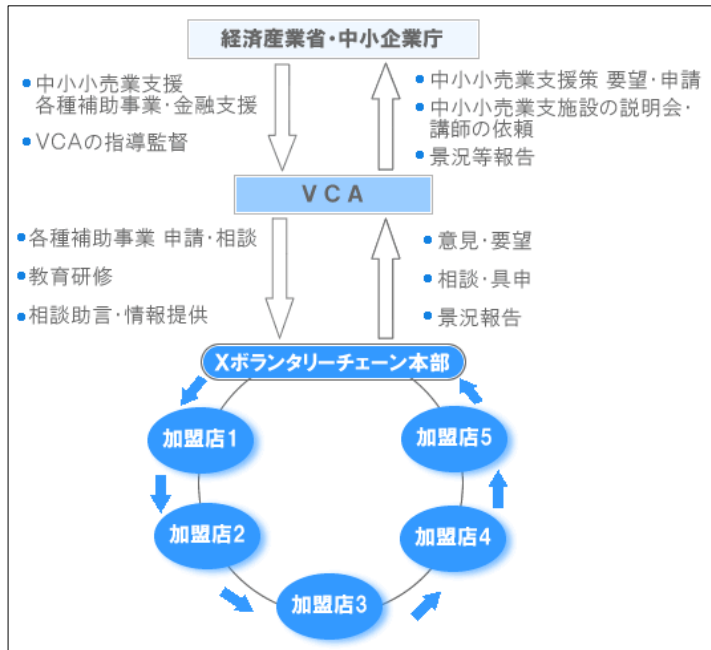 経済産業省・中小企業庁
中小小売業支援
各種補助事業・金融支援
VCAの指導監督
中小小売業支援策 要望・申請
中小小売業支施設の説明会・
講師の依頼
景況等報告
VCA
各種補助事業 申請・相談
教育研修
相談助言・情報提供
意見・要望
相談・具申
景況報告
Xボランタリーチェーン本部
加盟店1
加盟店5
加盟店2
加盟店4
加盟店3